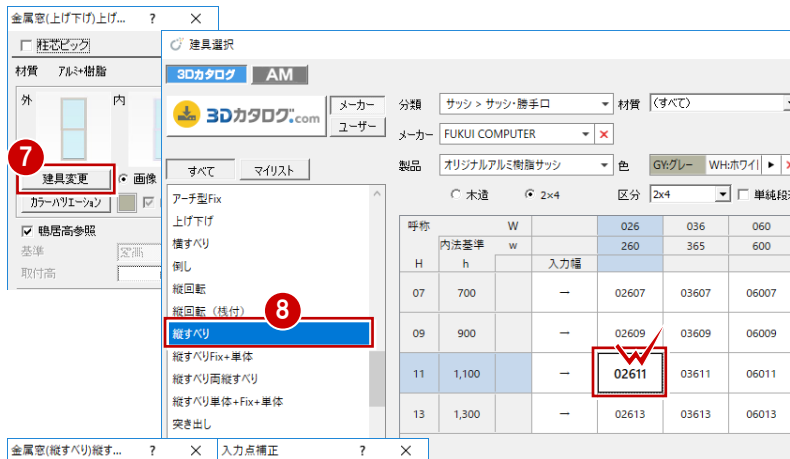 金属窓(上げ下げ)上げ... ? ×
柱芯ピック
材質 アルミ+樹脂
外 内
7
建具変更 画像
カラーバリエーション
鴨居高参照
基準 窓高
取付高
建具選択
3Dカタログ AM
3Dカタログ.com
メーカー
ユーザー
すべて マイリスト
アーチ型Fix
上げ下げ
横すべり
倒し
縦回転
縦回転（桟付）
8
縦すべり
縦すべりFix+単体
縦すべり両縦すべり
縦すべり単体+Fix+単体
突き出し
分類 サッシ > サッシ・勝手口 材質 (すべて)
メーカー FUKUI COMPUTER ×
製品 オリジナルアルミ樹脂サッシ 色 GY:グレー WH:ホワイ
木造 2×4 区分 2x4 単純段
呼称 W 026 036 060
内法基準 w 260 365 600
H h 入力幅
07 700 → 02607 03607 06007
09 900 → 02609 03609 06009
11 1,100 → 02611 03611 06011
13 1,300 → 02613 03613 06013
金属窓(縦すべり)縦す... ? ×
入力点補正 ? ×